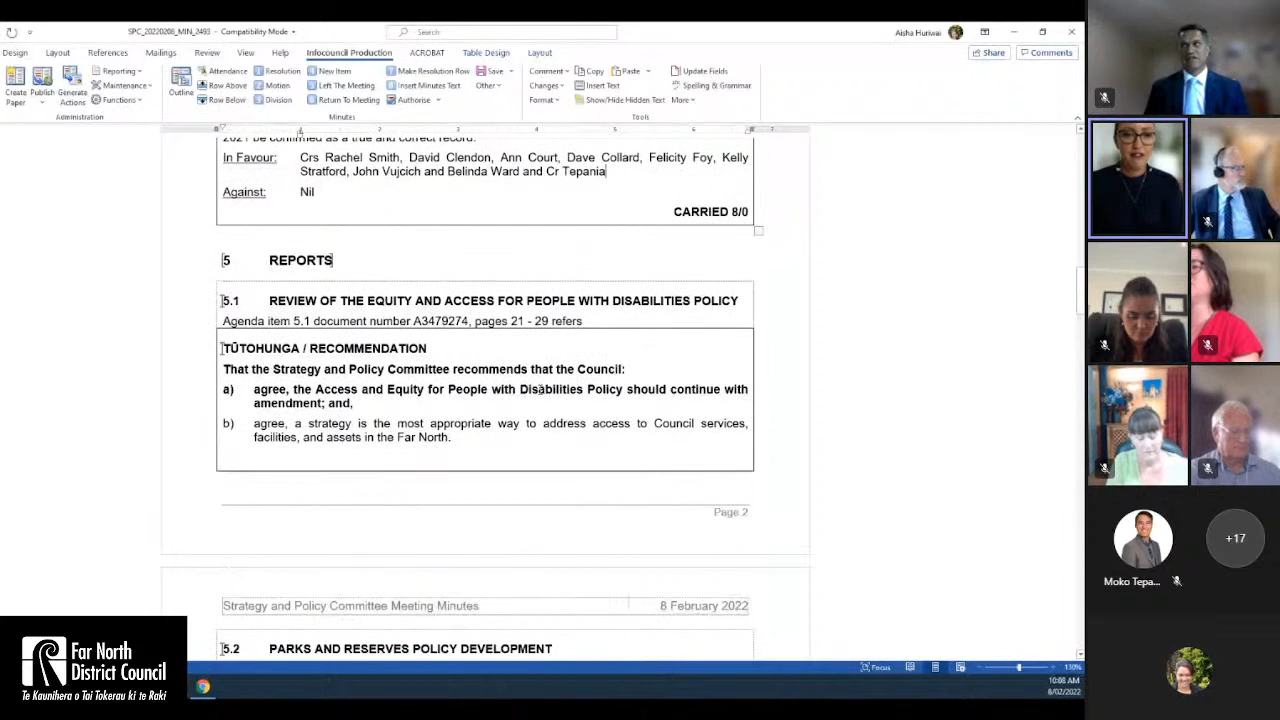 SPC_20220208_MIN_2493 - Compatibility Mode
Search
Aisha Huriwai
Design Layout References Mailings Review View Help Infocouncil Production ACROBAT Table Design Layout
Share Comments
Create Paper
Publish
Generate Actions
Reporting
Maintenance
Functions
Administration
Outline
Attendance
Row Above
Row Below
Resolution
Motion
Division
New Item
Left The Meeting
Return To Meeting
Make Resolution Row
Insert Minutes Text
Authorise
Save
Other
Minutes
Comment
Changes
Format
Copy
Paste
Insert Text
Show/Hide Hidden Text
Update Fields
Spelling & Grammar
More
Tools
2021 be confirmed as a true and correct record.
In Favour: Crs Rachel Smith, David Clendon, Ann Court, Dave Collard, Felicity Foy, Kelly
Stratford, John Vujcich and Belinda Ward and Cr Tepania
Against: Nil
CARRIED 8/0
5 REPORTS
5.1 REVIEW OF THE EQUITY AND ACCESS FOR PEOPLE WITH DISABILITIES POLICY
Agenda item 5.1 document number A3479274, pages 21 - 29 refers
TŪTOHUNGA / RECOMMENDATION
That the Strategy and Policy Committee recommends that the Council:
a) agree, the Access and Equity for People with Disabilities Policy should continue with
amendment; and,
b) agree, a strategy is the most appropriate way to address access to Council services,
facilities, and assets in the Far North.
Page 2
Strategy and Policy Committee Meeting Minutes 8 February 2022
5.2 PARKS AND RESERVES POLICY DEVELOPMENT
Focus
130%
10:08 AM
8/02/2022
Far North
District Council
Te Kaunihera o Tai Tokerau ki te Raki
+17
Moko Tepa...